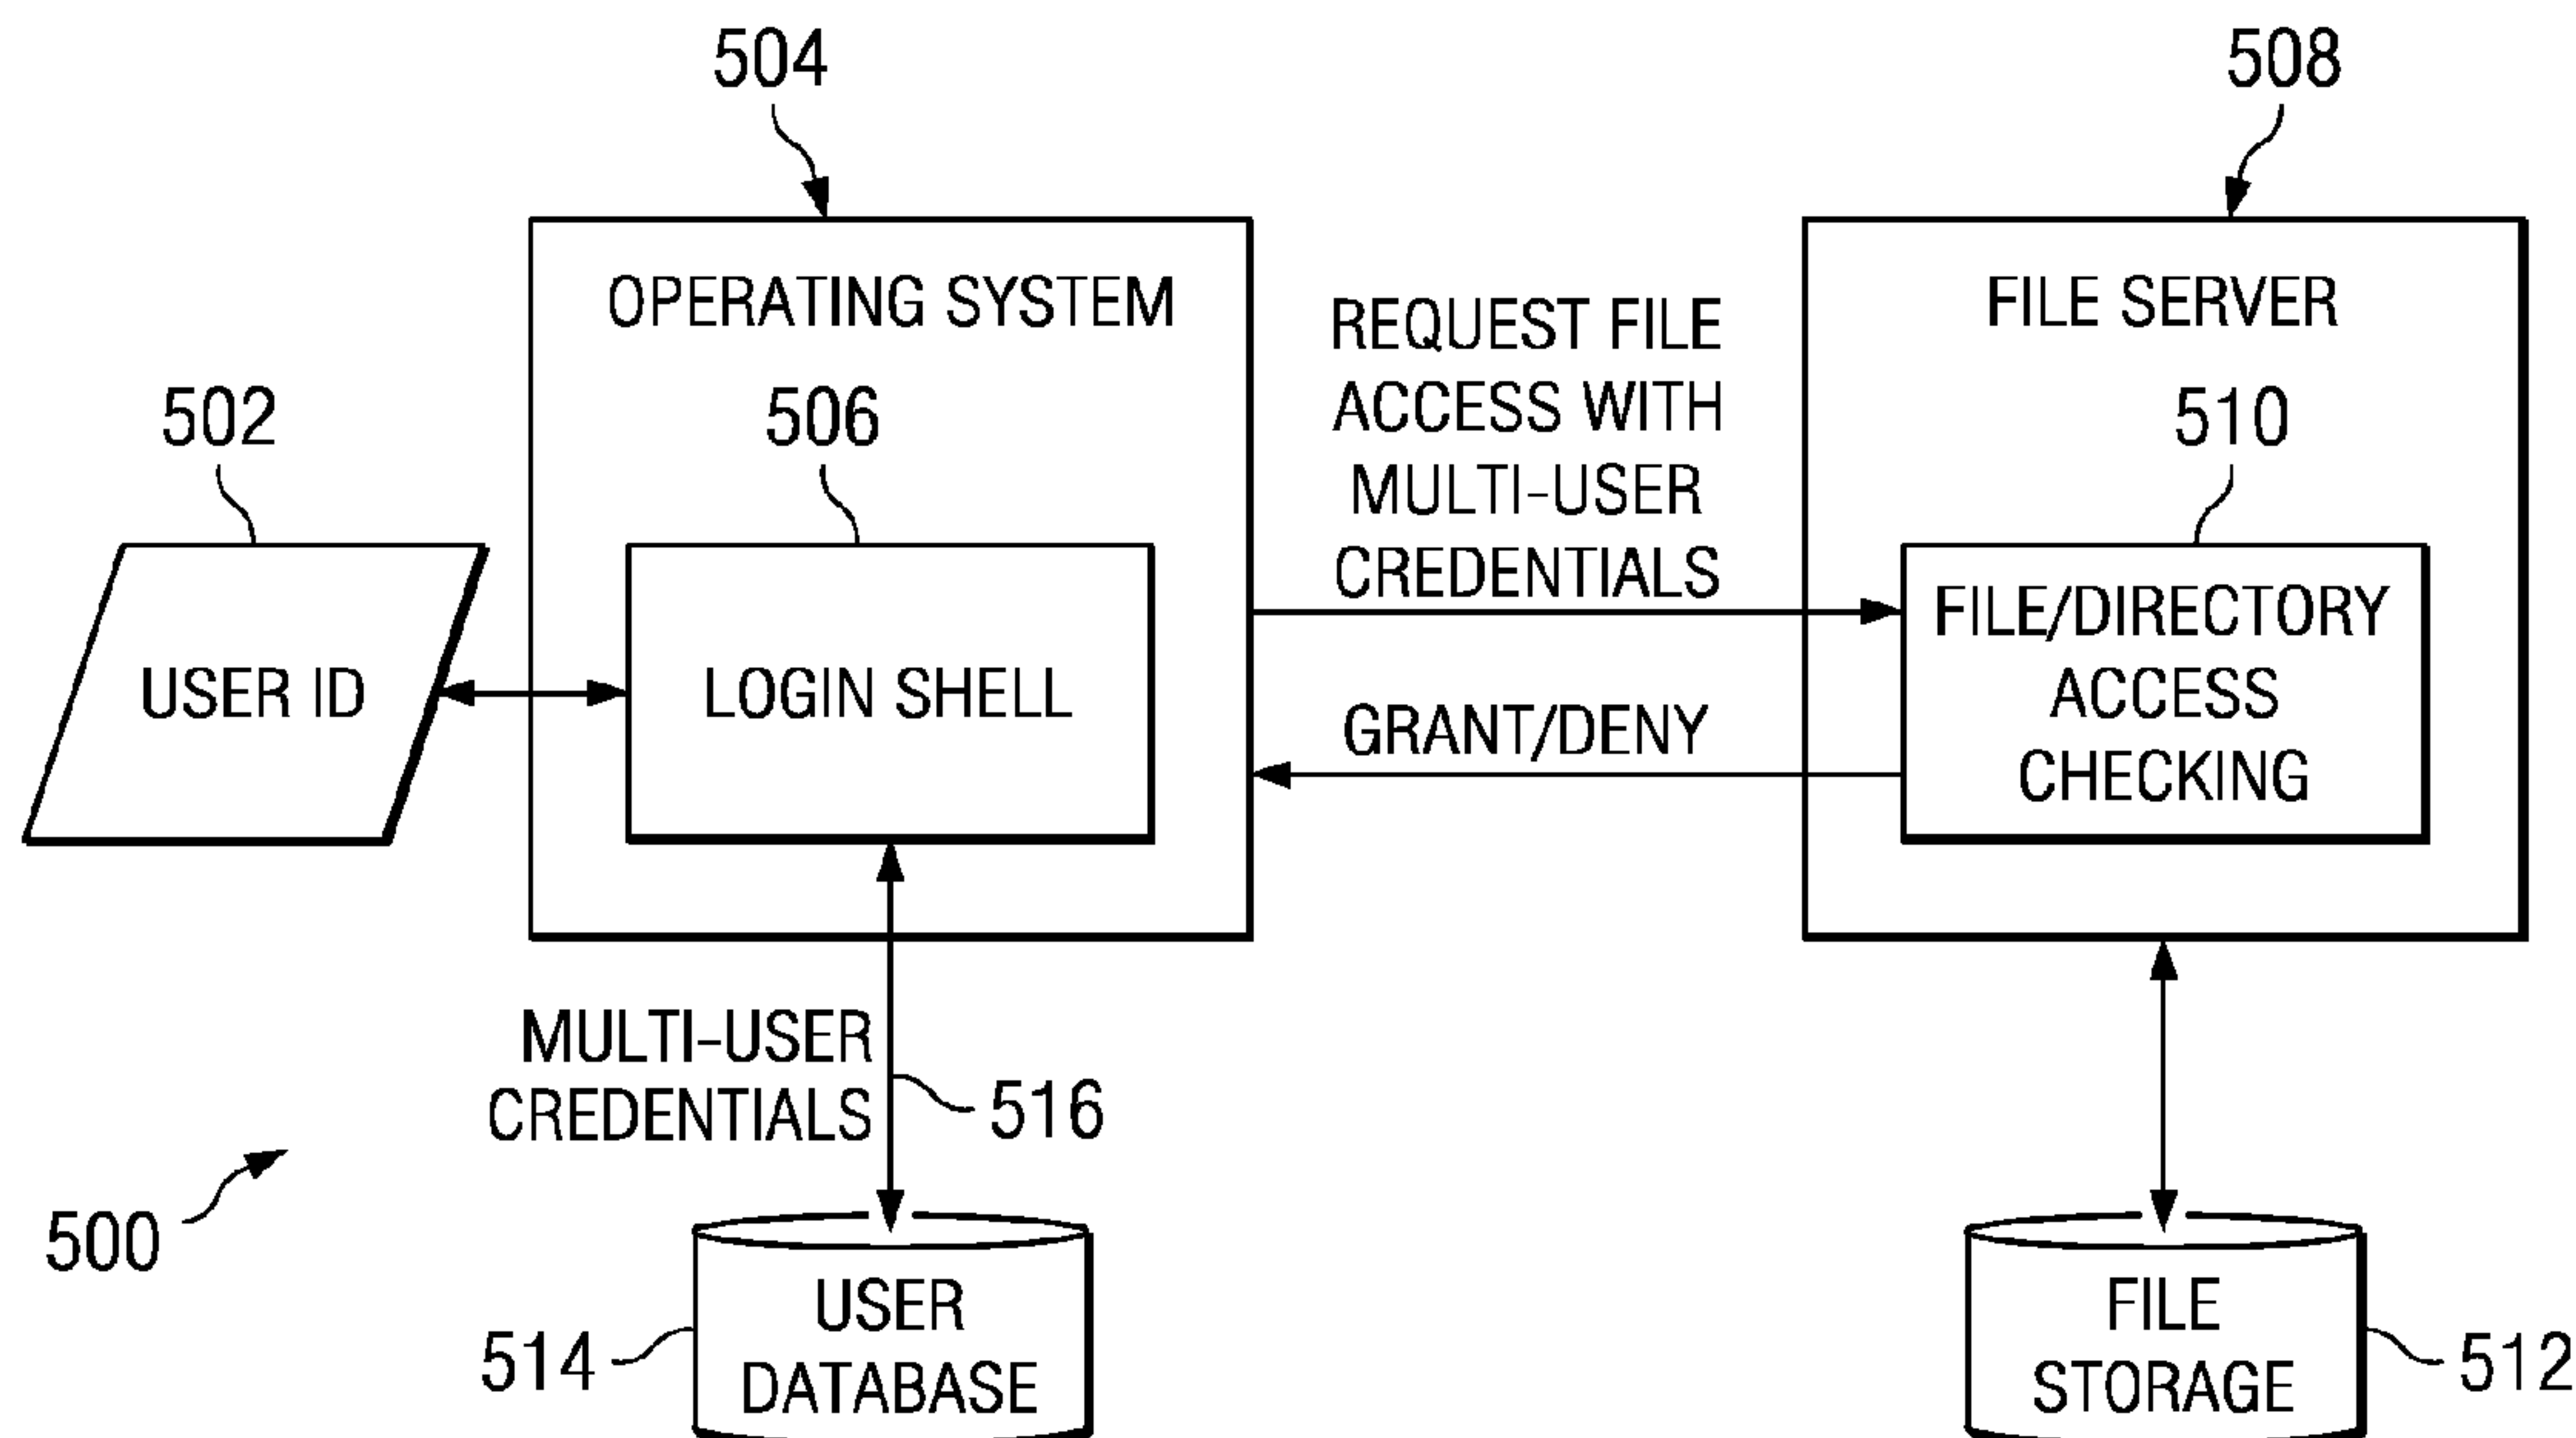 504
508
OPERATING SYSTEM
FILE SERVER
REQUEST FILE
ACCESS WITH
MULTI-USER
CREDENTIALS
502
506
510
USER ID
LOGIN SHELL
FILE/DIRECTORY
ACCESS
CHECKING
GRANT/DENY
MULTI-USER
CREDENTIALS
516
500
514
USER
DATABASE
FILE
STORAGE
512